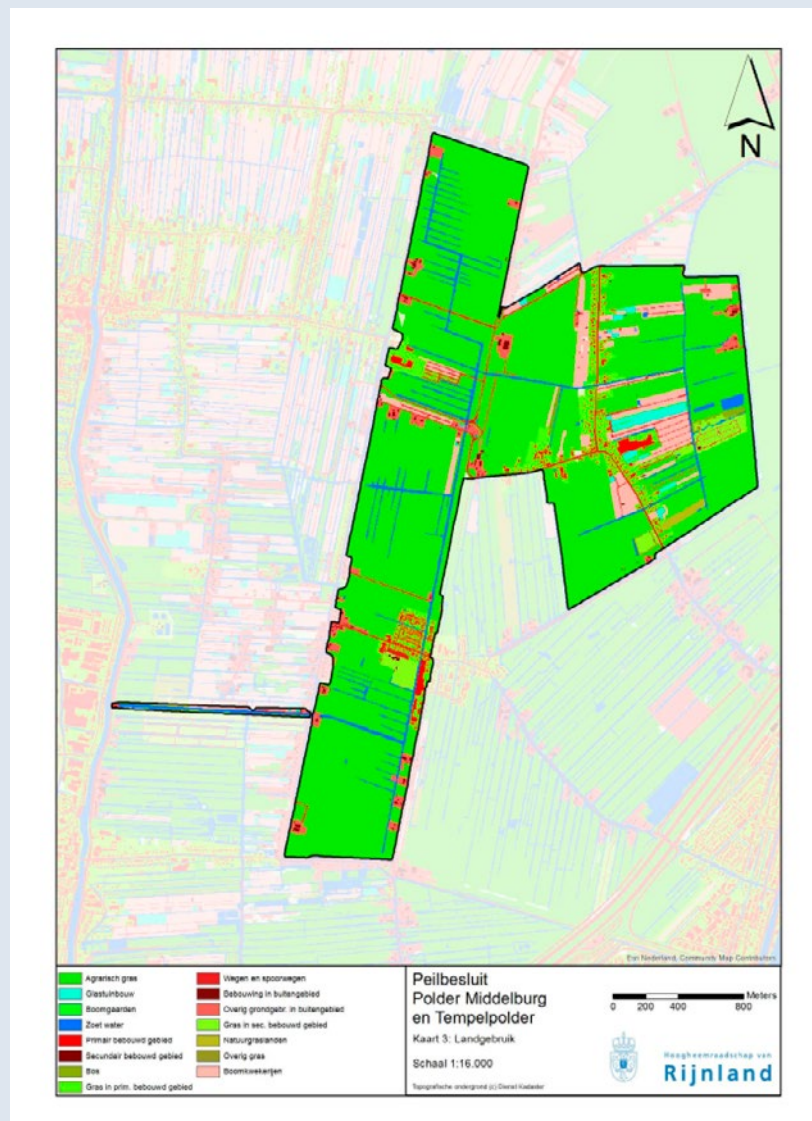 N
Esri Nederland, Community Map Contributors
Agrarisch gras
Glastuinbouw
Boomgaarden
Zoet water
Primair bebouwd gebied
Secundair bebouwd gebied
Bos
Gras in prim. bebouwd gebied
Wegen en spoorwegen
Bebouwing in buitengebied
Overig grondgebr. in buitengebied
Gras in sec. bebouwd gebied
Natuurgraslanden
Overig gras
Boomkwekerijen
Peilbesluit
Polder Middelburg
en Tempelpolder
Kaart 3: Landgebruik
Schaal 1:16.000
Topografische ondergrond (c) Dienst Kadaster
Meters
0 200 400 800
Hoogheemraadschap van
Rijnland